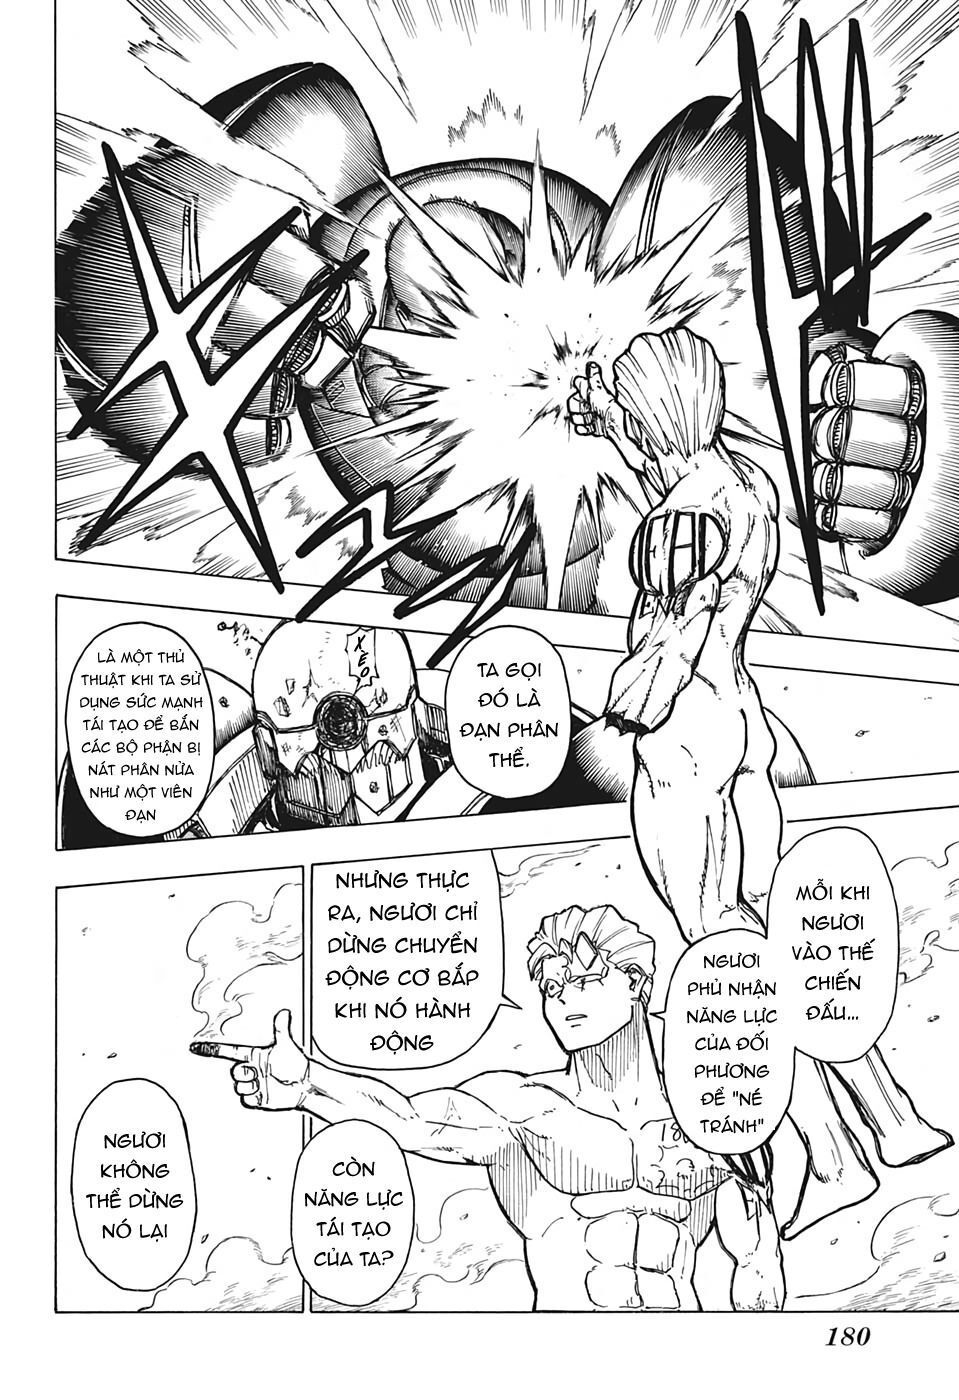 TA GỌI
ĐÓ LÀ
ĐẠN PHÂN
THỂ.
XÈO
LÀ MỘT THỦ
THUẬT KHI TA SỬ
DỤNG SỨC MẠNH
TÁI TẠO ĐỂ BẮN
CÁC BỘ PHẬN BỊ
NÁT PHÂN NỬA
NHƯ MỘT VIÊN
ĐẠN
MỖI KHI
NGƯƠI
VÀO THẾ
CHIẾN
ĐẤU...
NGƯƠI
PHỦ NHẬN
NĂNG LỰC
CỦA ĐỐI
PHƯƠNG
ĐỂ "NÉ
TRÁNH"
NHƯNG THỰC
RA, NGƯƠI CHỈ
DỪNG CHUYỂN
ĐỘNG CƠ BẮP
KHI NÓ HÀNH
ĐỘNG
CÒN
NĂNG LỰC
TÁI TẠO
CỦA TA?
NGƯƠI
KHÔNG
THỂ DỪNG
NÓ LẠI
180